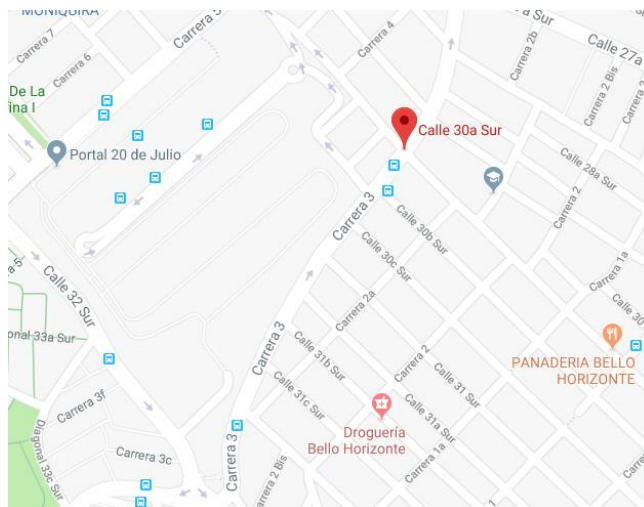 MUNIQUIRA
Carrera 5
Carrera 4
Carrera 2b
Calle 27a
Carrera 7
Carrera 6
Carrera 2 Bis
Carrera 2
De La
ina I
Portal 20 de Julio
Calle 30a Sur
Calle 28a Sur
Carrera 3
Calle 30b Sur
Carrera 2
Calle 30c Sur
Carrera 1a
Calle 32 Sur
Carrera 2a
Calle 30
onal 33a Sur
Carrera 3
Calle 31b Sur
Carrera 2
Calle 31 Sur
PANADERIA BELLO
HORIZONTE
Carrera 3f
Calle 31c Sur
Calle 31a Sur
Droguería
Bello Horizonte
Diagonal 33c Sur
Carrera 3c
Carrera 3
Carrera 1a
arrera 2 Bis
1